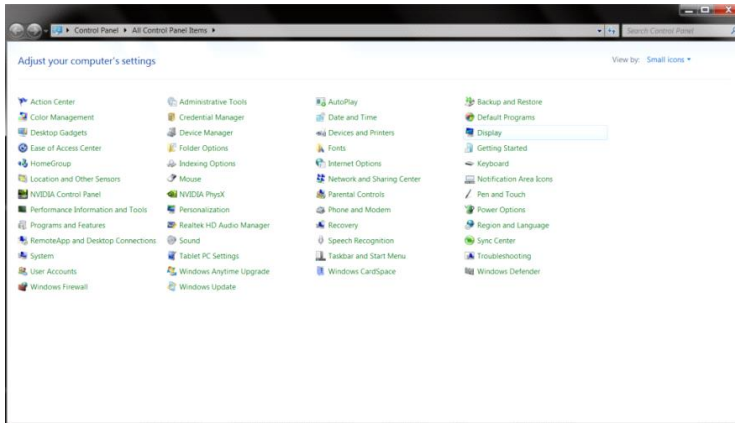 Control Panel ▸ All Control Panel Items ▸
Search Control Panel
Adjust your computer's settings
View by: Small icons
Action Center
Administrative Tools
AutoPlay
Backup and Restore
Color Management
Credential Manager
Date and Time
Default Programs
Desktop Gadgets
Device Manager
Devices and Printers
Display
Ease of Access Center
Folder Options
Fonts
Getting Started
HomeGroup
Indexing Options
Internet Options
Keyboard
Location and Other Sensors
Mouse
Network and Sharing Center
Notification Area Icons
NVIDIA Control Panel
NVIDIA PhysX
Parental Controls
Pen and Touch
Performance Information and Tools
Personalization
Phone and Modem
Power Options
Programs and Features
Realtek HD Audio Manager
Recovery
Region and Language
RemoteApp and Desktop Connections
Sound
Speech Recognition
Sync Center
System
Tablet PC Settings
Taskbar and Start Menu
Troubleshooting
User Accounts
Windows Anytime Upgrade
Windows CardSpace
Windows Defender
Windows Firewall
Windows Update